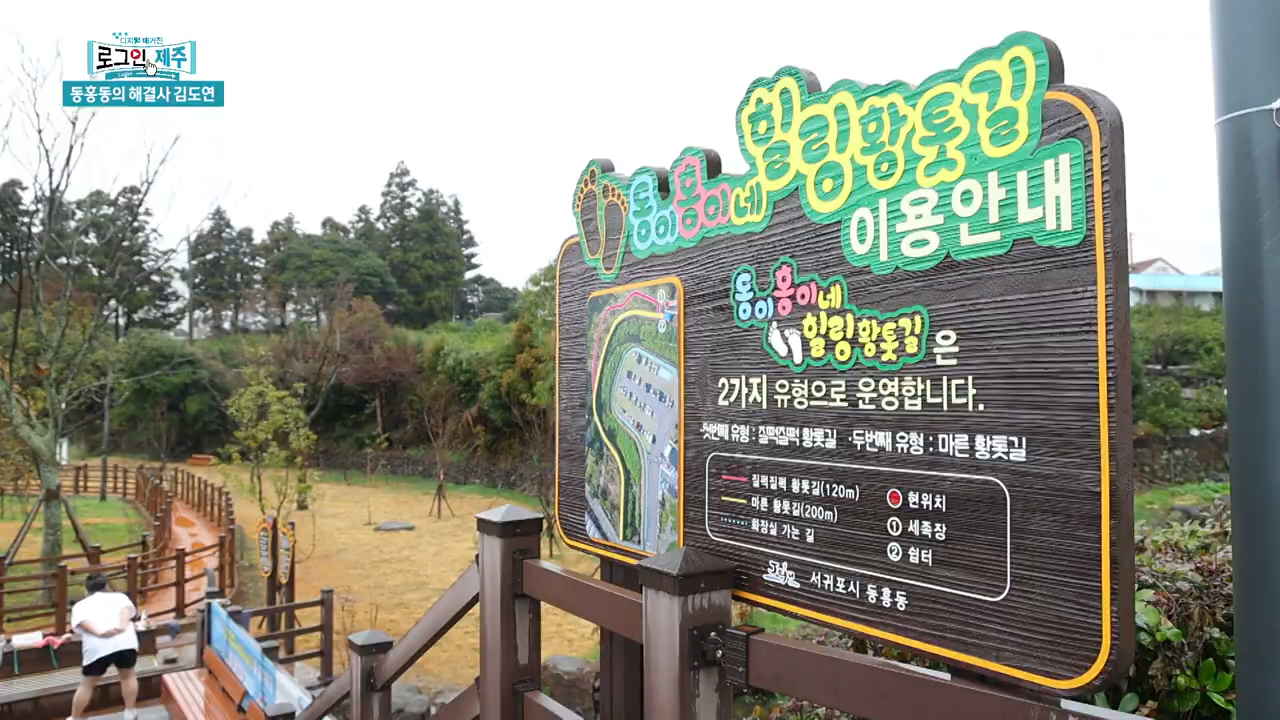 디지털 매거진
로그인 제주
동홍동의 해결사 김도연
동이홍이네 힐링황톳길
이용안내
동이홍이네
힐링황톳길은
2가지 유형으로 운영합니다.
·첫번째 유형 : 질퍽질퍽 황톳길 ·두번째 유형 : 마른 황톳길
질퍽질퍽 황톳길(120m)
마른 황톳길(200m)
화장실 가는 길
현위치
① 세족장
② 쉼터
서귀포시 동홍동